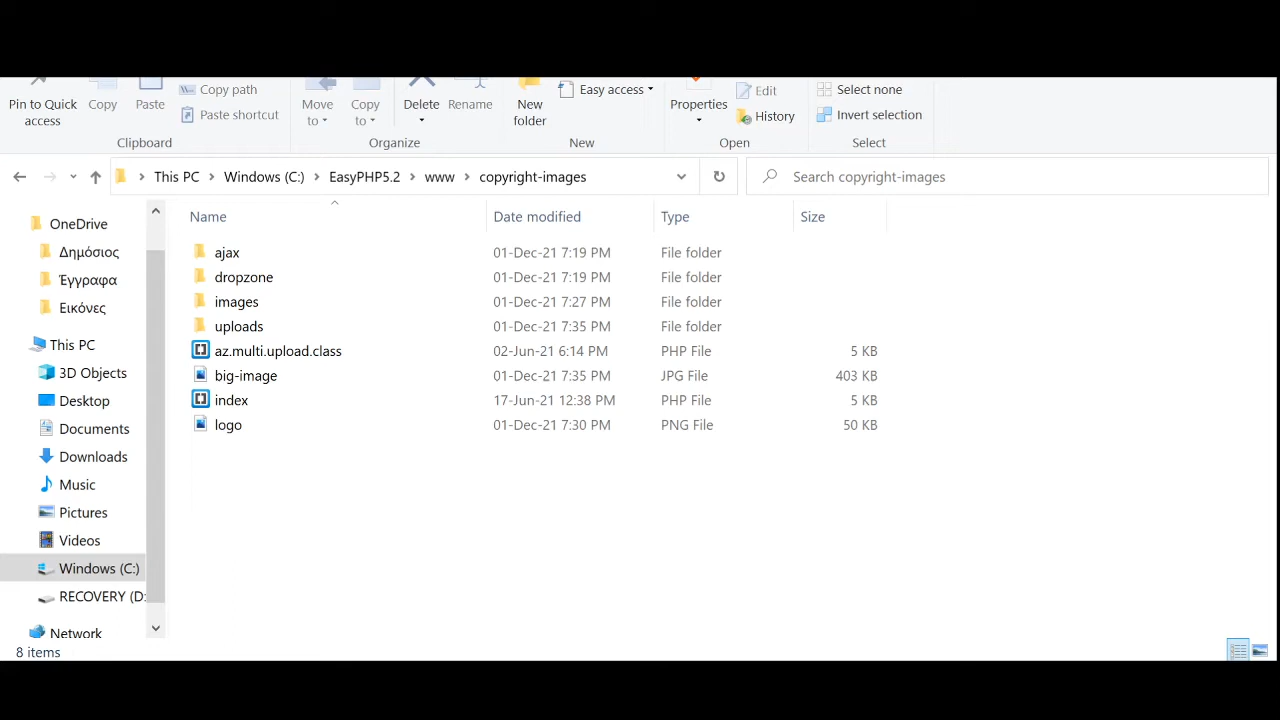 Pin to Quick access
Copy
Paste
Copy path
Paste shortcut
Clipboard
Move to
Copy to
Delete
Rename
Organize
New folder
Easy access
New
Properties
Edit
History
Open
Select none
Invert selection
Select
This PC > Windows (C:) > EasyPHP5.2 > www > copyright-images
Search copyright-images
OneDrive
Δημόσιος
Έγγραφα
Εικόνες
This PC
3D Objects
Desktop
Documents
Downloads
Music
Pictures
Videos
Windows (C:)
RECOVERY (D:
Network
Name Date modified Type Size
ajax 01-Dec-21 7:19 PM File folder
dropzone 01-Dec-21 7:19 PM File folder
images 01-Dec-21 7:27 PM File folder
uploads 01-Dec-21 7:35 PM File folder
az.multi.upload.class 02-Jun-21 6:14 PM PHP File 5 KB
big-image 01-Dec-21 7:35 PM JPG File 403 KB
index 17-Jun-21 12:38 PM PHP File 5 KB
logo 01-Dec-21 7:30 PM PNG File 50 KB
8 items